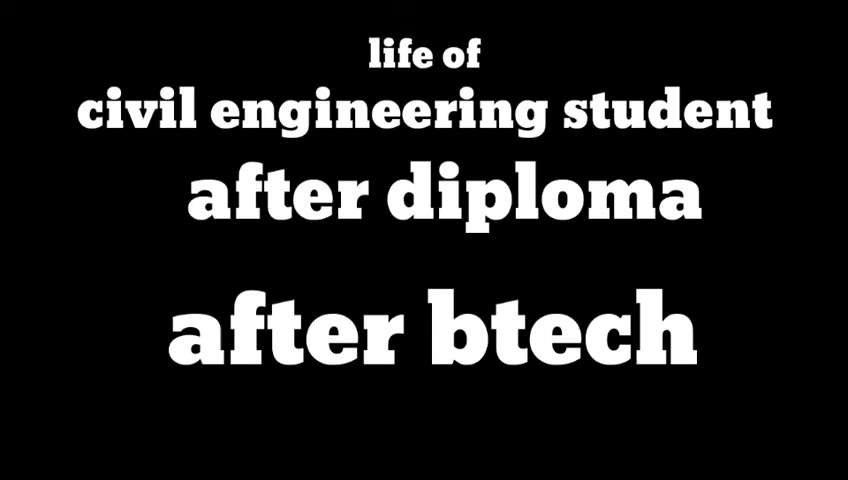 life of
civil engineering student
after diploma
after btech